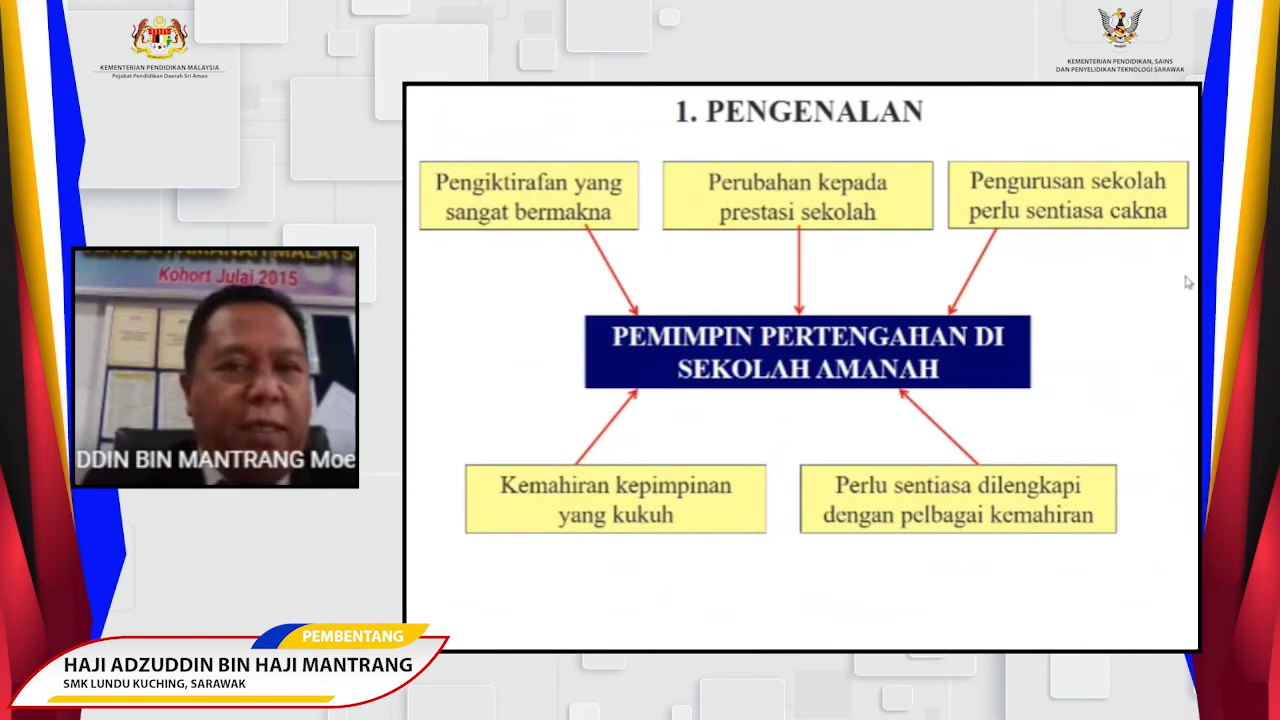 KEMENTERIAN PENDIDIKAN MALAYSIA
Pejabat Pendidikan Daerah Sri Aman
KEMENTERIAN PENDIDIKAN, SAINS
DAN PENYELIDIKAN TEKNOLOGI SARAWAK
1. PENGENALAN
Pengiktirafan yang
sangat bermakna
Perubahan kepada
prestasi sekolah
Pengurusan sekolah
perlu sentiasa cakna
PEMIMPIN PERTENGAHAN DI
SEKOLAH AMANAH
Kemahiran kepimpinan
yang kukuh
Perlu sentiasa dilengkapi
dengan pelbagai kemahiran
Kohort Julai 2015
DDIN BIN MANTRANG Moe
PEMBENTANG
HAJI ADZUDDIN BIN HAJI MANTRANG
SMK LUNDU KUCHING, SARAWAK